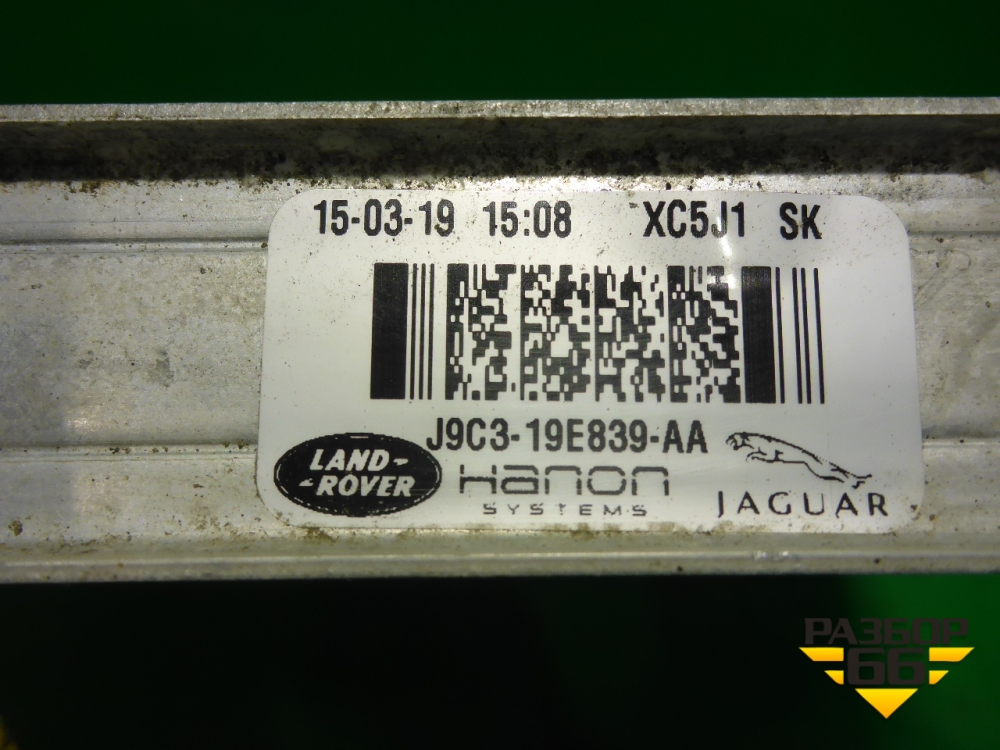 15-03-19 15:08 XC5J1 SK
J9C3-19E839-AA
LAND-
-ROVER
Hanon
SYSTEMS
JAGUAR
РАЗБОР
66